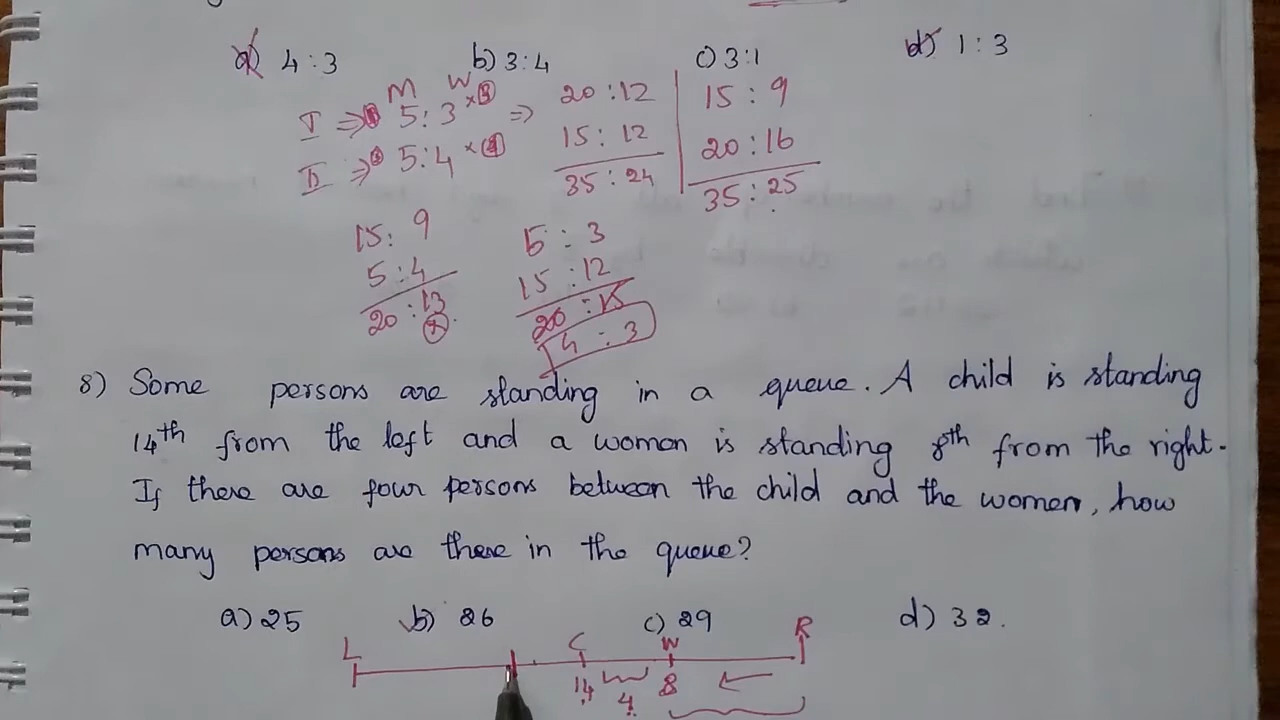 a) 4 : 3 b) 3 : 4 c) 3 : 1 d) 1 : 3
M W
I ⇒ 5 : 3 ⇒ 20 : 12 15 : 9
II ⇒ 5 : 4 15 : 12 20 : 16
35 : 24 35 : 25
15 : 9 5 : 3
5 : 4 15 : 12
20 : 13 20 : 15
4 : 3
8) Some persons are standing in a queue. A child is standing
14th from the left and a women is standing 8th from the right.
If there are four persons between the child and the women, how
many persons are there in the queue?
a) 25 b) 26 c) 29 d) 32.
L C W R
14 4 8